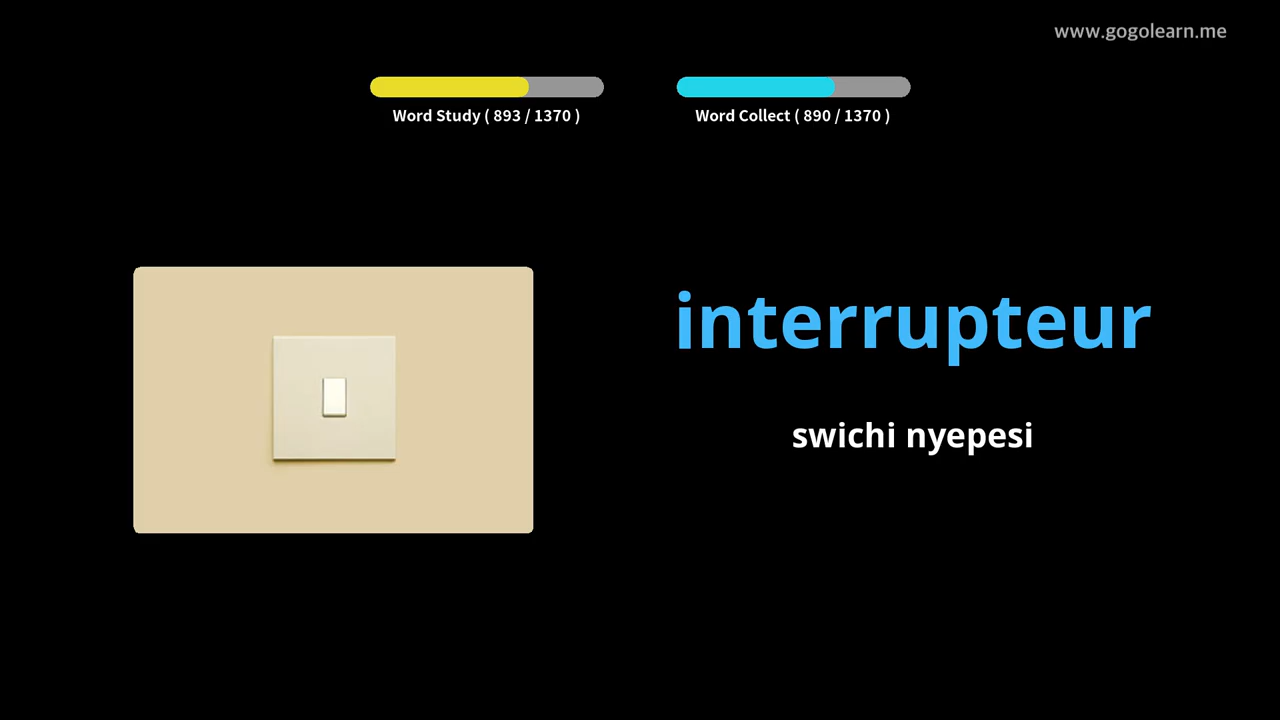 www.gogolearn.me
Word Study ( 893 / 1370 )
Word Collect ( 890 / 1370 )
interrupteur
swichi nyepesi